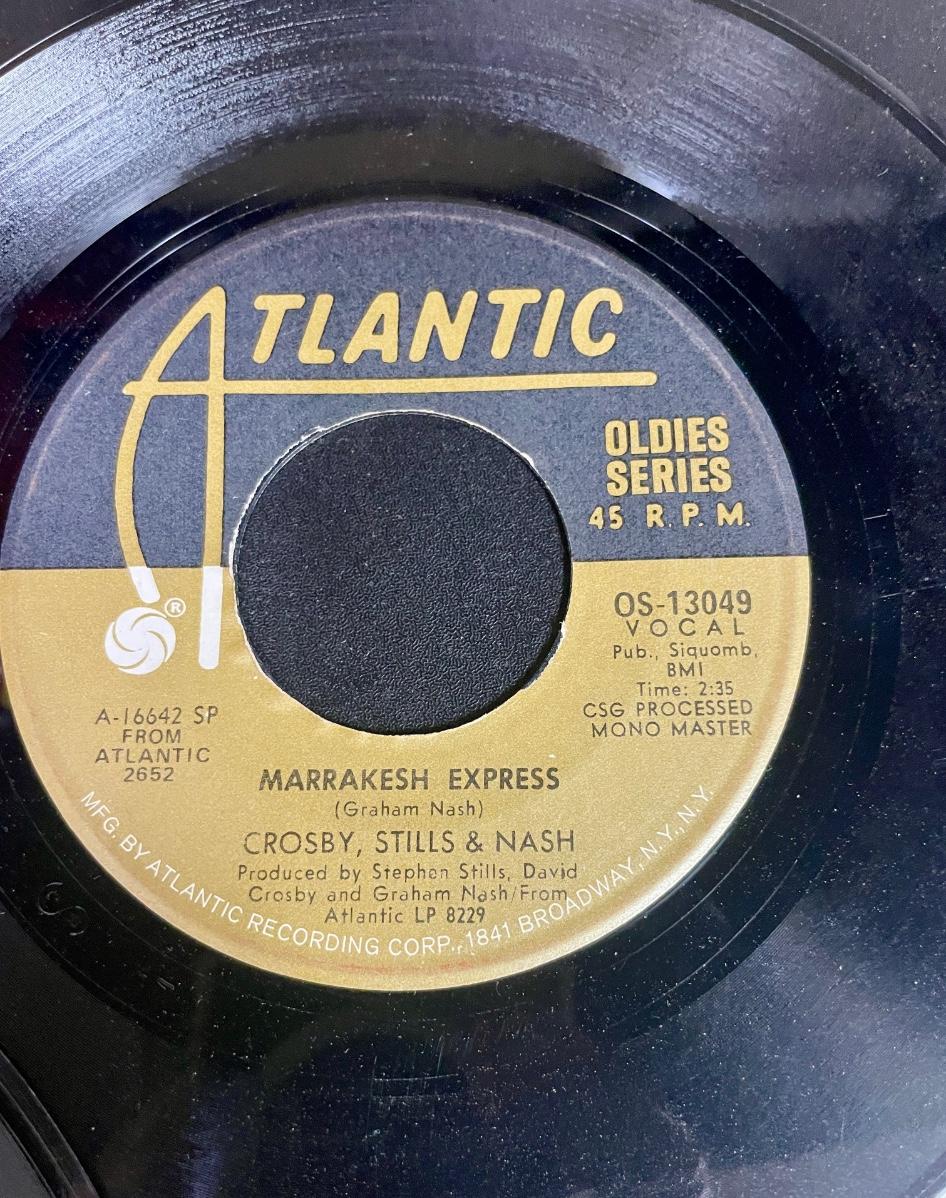 ATLANTIC
OLDIES
SERIES
45 R.P.M.
®
OS-13049
VOCAL
Pub., Siquomb,
BMI
Time: 2:35
CSG PROCESSED
MONO MASTER
A-16642 SP
FROM
ATLANTIC
2652
MARRAKESH EXPRESS
(Graham Nash)
CROSBY, STILLS & NASH
Produced by Stephen Stills, David
Crosby and Graham Nash/From
Atlantic LP 8229
MFG. BY ATLANTIC RECORDING CORP., 1841 BROADWAY, N.Y., N.Y.